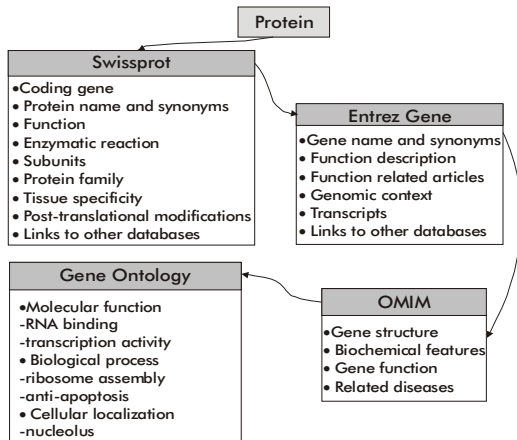 Protein
Swissprot
•Coding gene
• Protein name and synonyms
• Function
• Enzymatic reaction
• Subunits
• Protein family
• Tissue specificity
• Post-translational modifications
• Links to other databases
Entrez Gene
•Gene name and synonyms
• Function description
• Function related articles
• Genomic context
• Transcripts
• Links to other databases
OMIM
•Gene structure
• Biochemical features
• Gene function
• Related diseases
Gene Ontology
•Molecular function
-RNA binding
-transcription activity
• Biological process
-ribosome assembly
-anti-apoptosis
• Cellular localization
-nucleolus